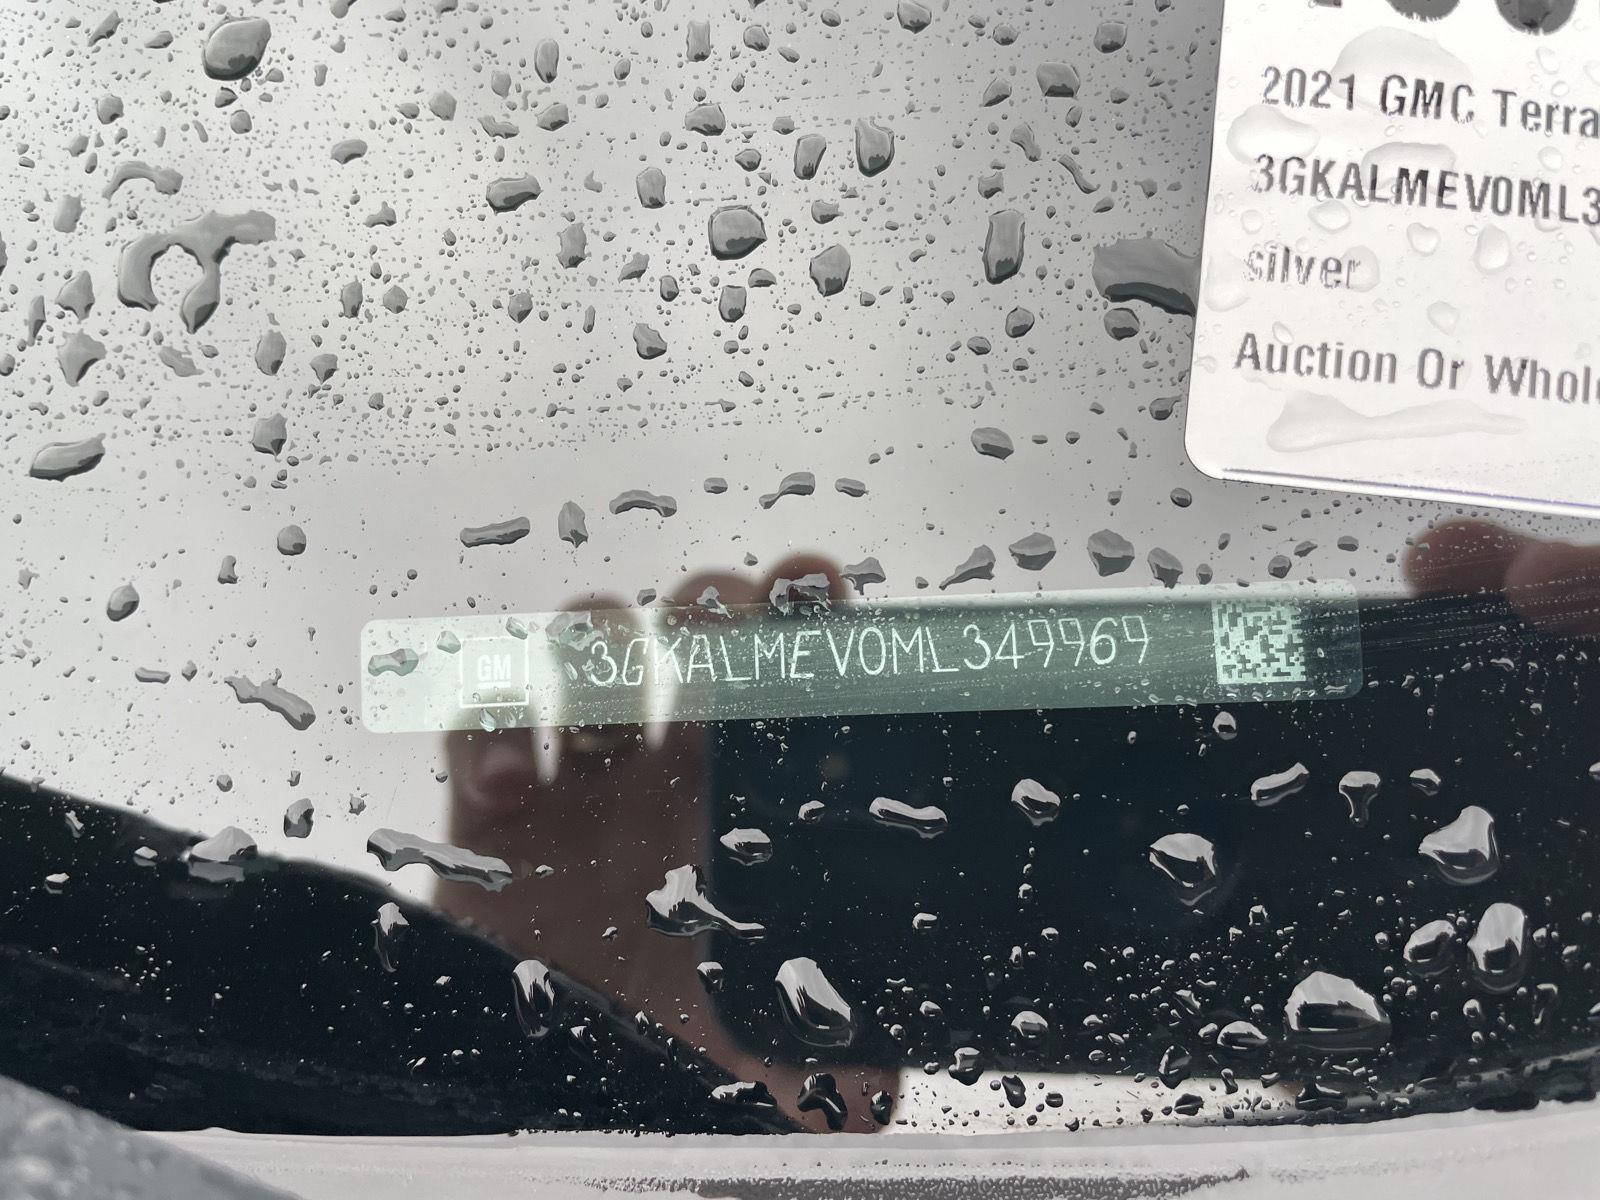 2021 GMC Terra
3GKALMEV0ML3
silver
Auction Or Whole
GM
3GKALMEV0ML349969